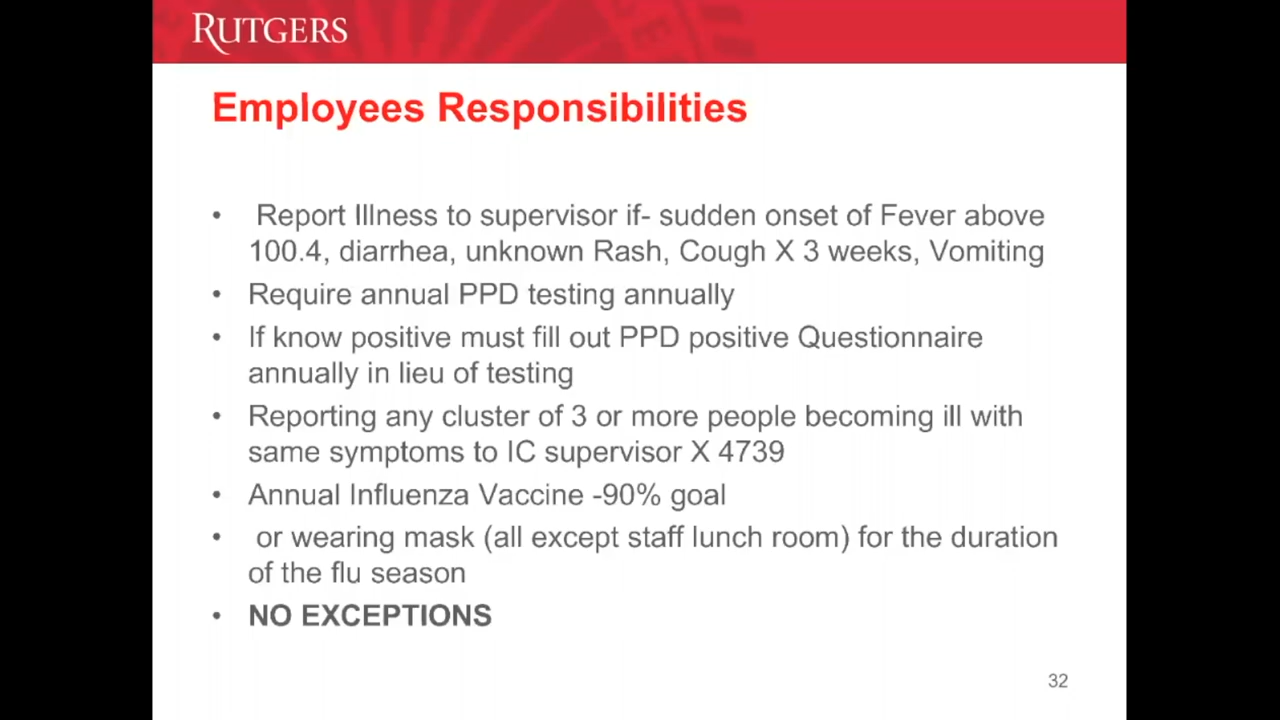 RUTGERS
Employees Responsibilities
• Report Illness to supervisor if- sudden onset of Fever above
100.4, diarrhea, unknown Rash, Cough X 3 weeks, Vomiting
• Require annual PPD testing annually
• If know positive must fill out PPD positive Questionnaire
annually in lieu of testing
• Reporting any cluster of 3 or more people becoming ill with
same symptoms to IC supervisor X 4739
• Annual Influenza Vaccine -90% goal
• or wearing mask (all except staff lunch room) for the duration
of the flu season
• NO EXCEPTIONS
32